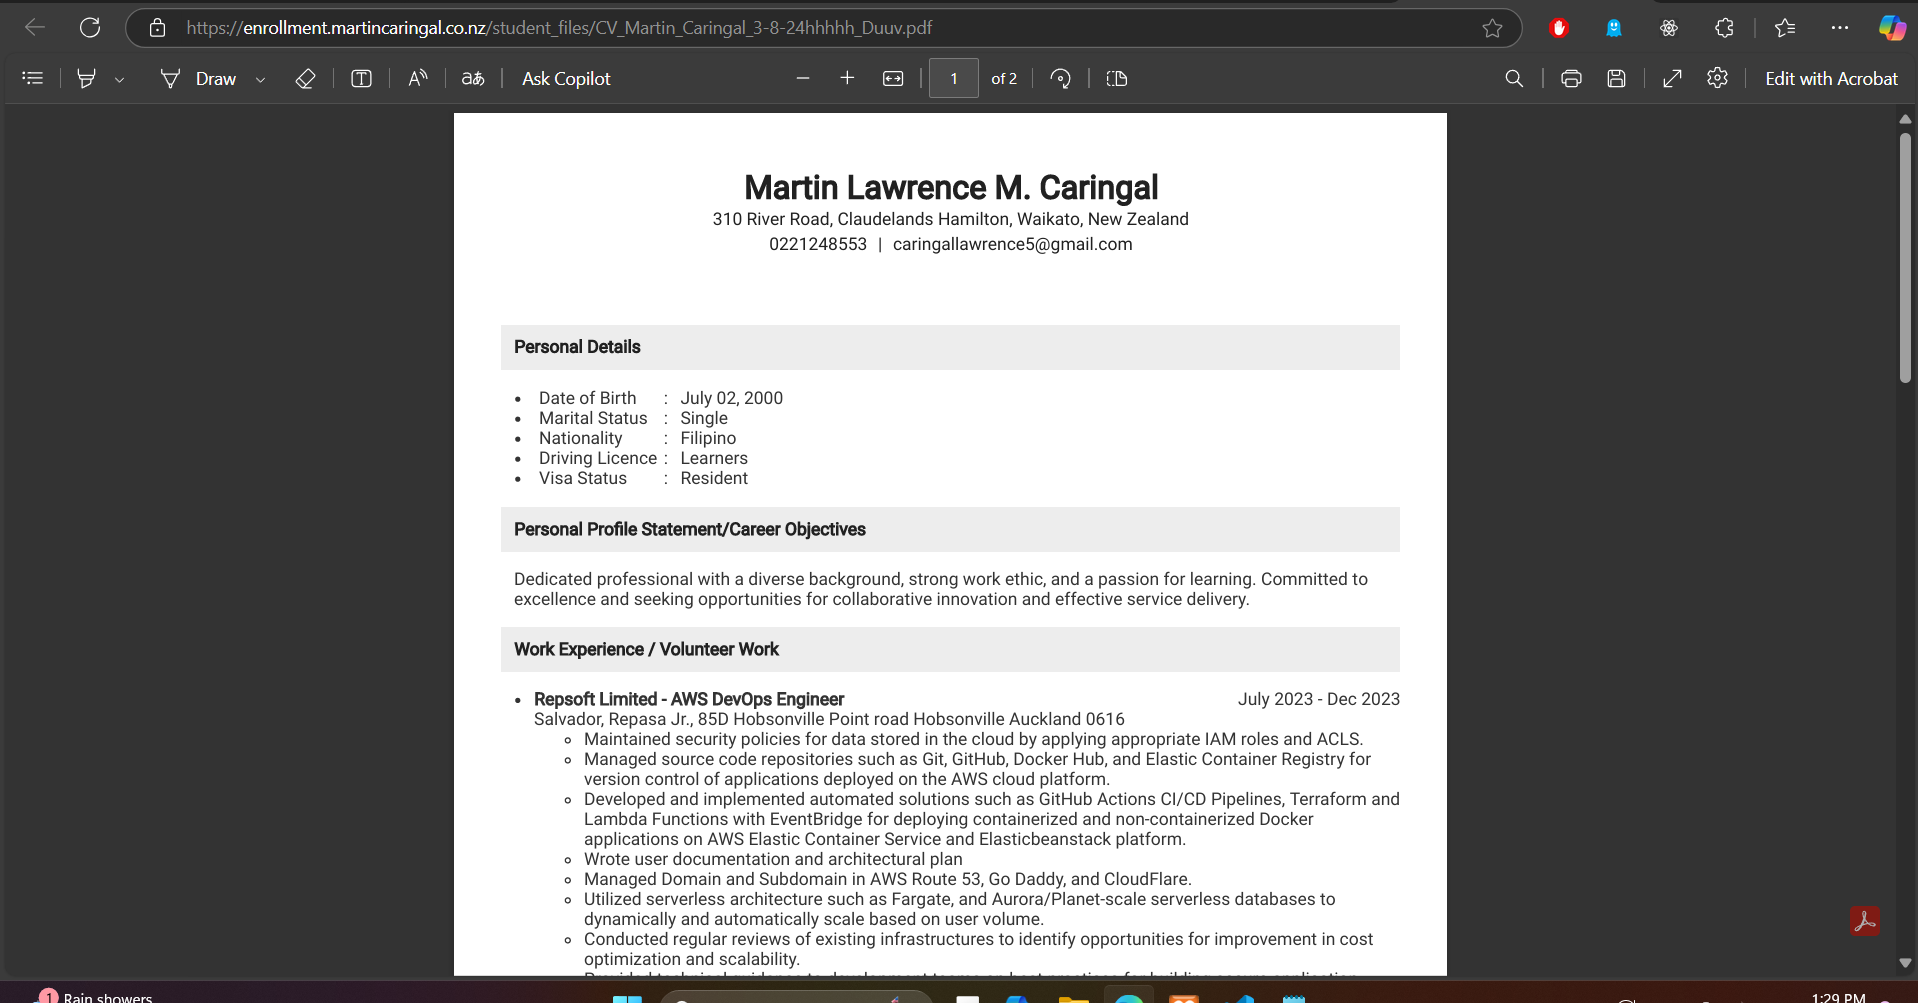 https://enrollment.martincaringal.co.nz/student_files/CV_Martin_Caringal_3-8-24hhhhh_Duuv.pdf
Draw
aあ
Ask Copilot
1 of 2
Edit with Acrobat
Martin Lawrence M. Caringal
310 River Road, Claudelands Hamilton, Waikato, New Zealand
0221248553 | caringallawrence5@gmail.com
Personal Details
• Date of Birth : July 02, 2000
• Marital Status : Single
• Nationality : Filipino
• Driving Licence : Learners
• Visa Status : Resident
Personal Profile Statement/Career Objectives
Dedicated professional with a diverse background, strong work ethic, and a passion for learning. Committed to
excellence and seeking opportunities for collaborative innovation and effective service delivery.
Work Experience / Volunteer Work
• Repsoft Limited - AWS DevOps Engineer July 2023 - Dec 2023
Salvador, Repasa Jr., 85D Hobsonville Point road Hobsonville Auckland 0616
◦ Maintained security policies for data stored in the cloud by applying appropriate IAM roles and ACLS.
◦ Managed source code repositories such as Git, GitHub, Docker Hub, and Elastic Container Registry for
version control of applications deployed on the AWS cloud platform.
◦ Developed and implemented automated solutions such as GitHub Actions CI/CD Pipelines, Terraform and
Lambda Functions with EventBridge for deploying containerized and non-containerized Docker
applications on AWS Elastic Container Service and Elasticbeanstack platform.
◦ Wrote user documentation and architectural plan
◦ Managed Domain and Subdomain in AWS Route 53, Go Daddy, and CloudFlare.
◦ Utilized serverless architecture such as Fargate, and Aurora/Planet-scale serverless databases to
dynamically and automatically scale based on user volume.
◦ Conducted regular reviews of existing infrastructures to identify opportunities for improvement in cost
optimization and scalability.
1
Rain showers
1:29 PM